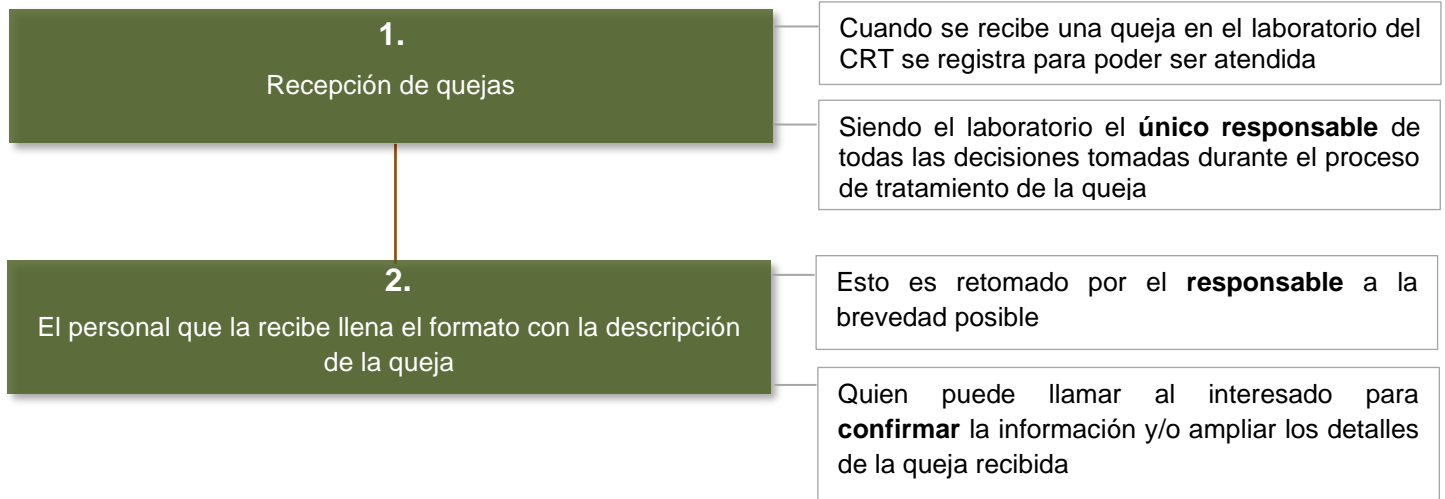 1.
Recepción de quejas
Cuando se recibe una queja en el laboratorio del
CRT se registra para poder ser atendida
Siendo el laboratorio el único responsable de
todas las decisiones tomadas durante el proceso
de tratamiento de la queja
2.
El personal que la recibe llena el formato con la descripción
de la queja
Esto es retomado por el responsable a la
brevedad posible
Quien puede llamar al interesado para
confirmar la información y/o ampliar los detalles
de la queja recibida